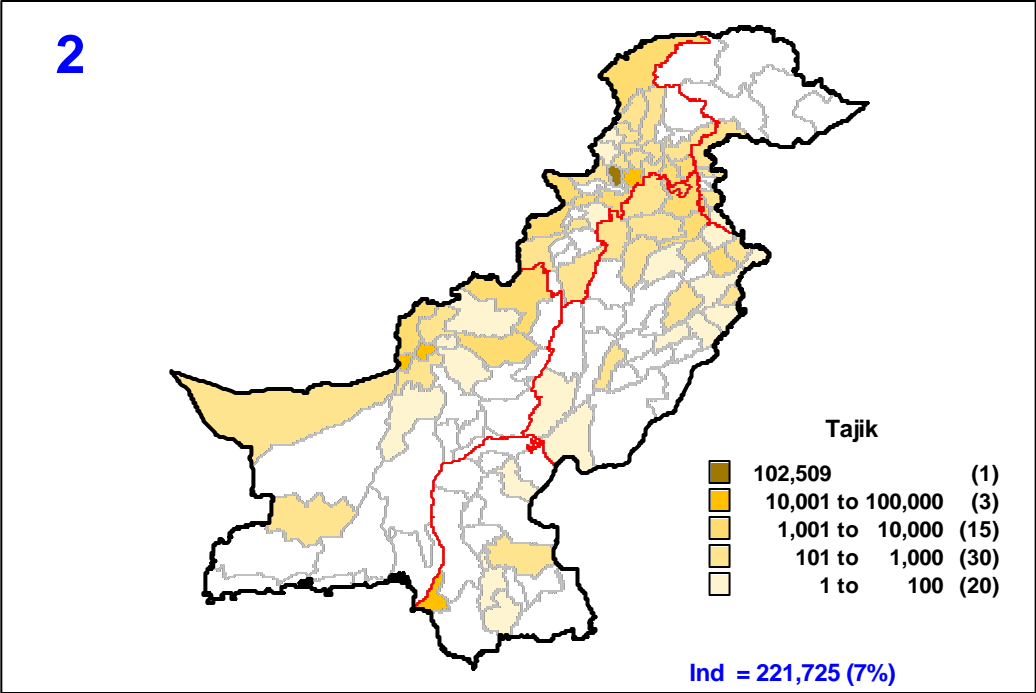 2
Tajik
102,509 (1)
10,001 to 100,000 (3)
1,001 to 10,000 (15)
101 to 1,000 (30)
1 to 100 (20)
Ind = 221,725 (7%)